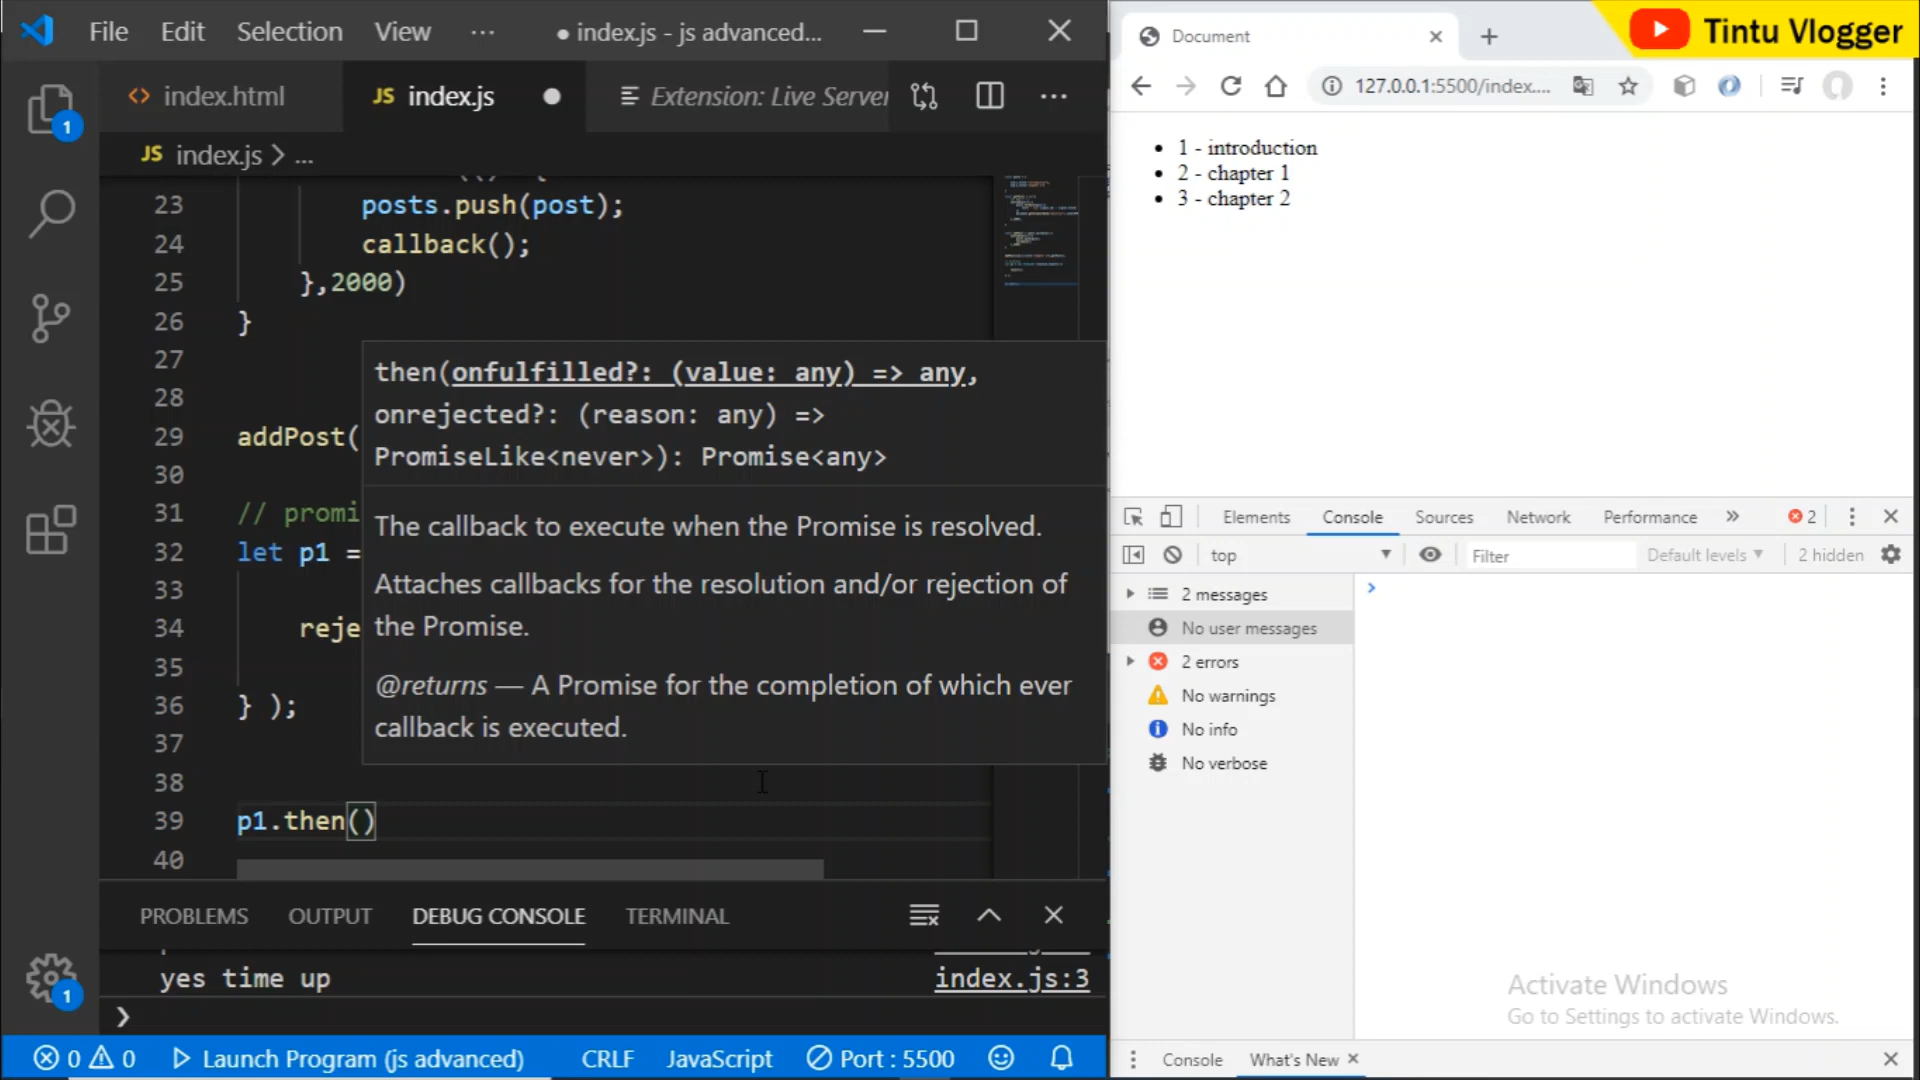 File Edit Selection View ... ● index.js - js advanced...
index.html JS index.js ● Extension: Live Server ...
JS index.js > ...
23 posts.push(post);
24 callback();
25 },2000)
26 }
27
28
29 addPost(
30
31 // promi
32 let p1 =
33
34 reje
35
36 } );
37
38
39 p1.then()
40
then(onfulfilled?: (value: any) => any,
onrejected?: (reason: any) =>
PromiseLike<never>): Promise<any>
The callback to execute when the Promise is resolved.
Attaches callbacks for the resolution and/or rejection of
the Promise.
@returns — A Promise for the completion of which ever
callback is executed.
PROBLEMS OUTPUT DEBUG CONSOLE TERMINAL
yes time up index.js:3
❯
0 0 Launch Program (js advanced) CRLF JavaScript Port : 5500
1
1
Document
Tintu Vlogger
127.0.0.1:5500/index....
• 1 - introduction
• 2 - chapter 1
• 3 - chapter 2
Elements Console Sources Network Performance » 2
top Filter Default levels ▼ 2 hidden
2 messages
No user messages
2 errors
No warnings
No info
No verbose
Activate Windows
Go to Settings to activate Windows.
Console What's New